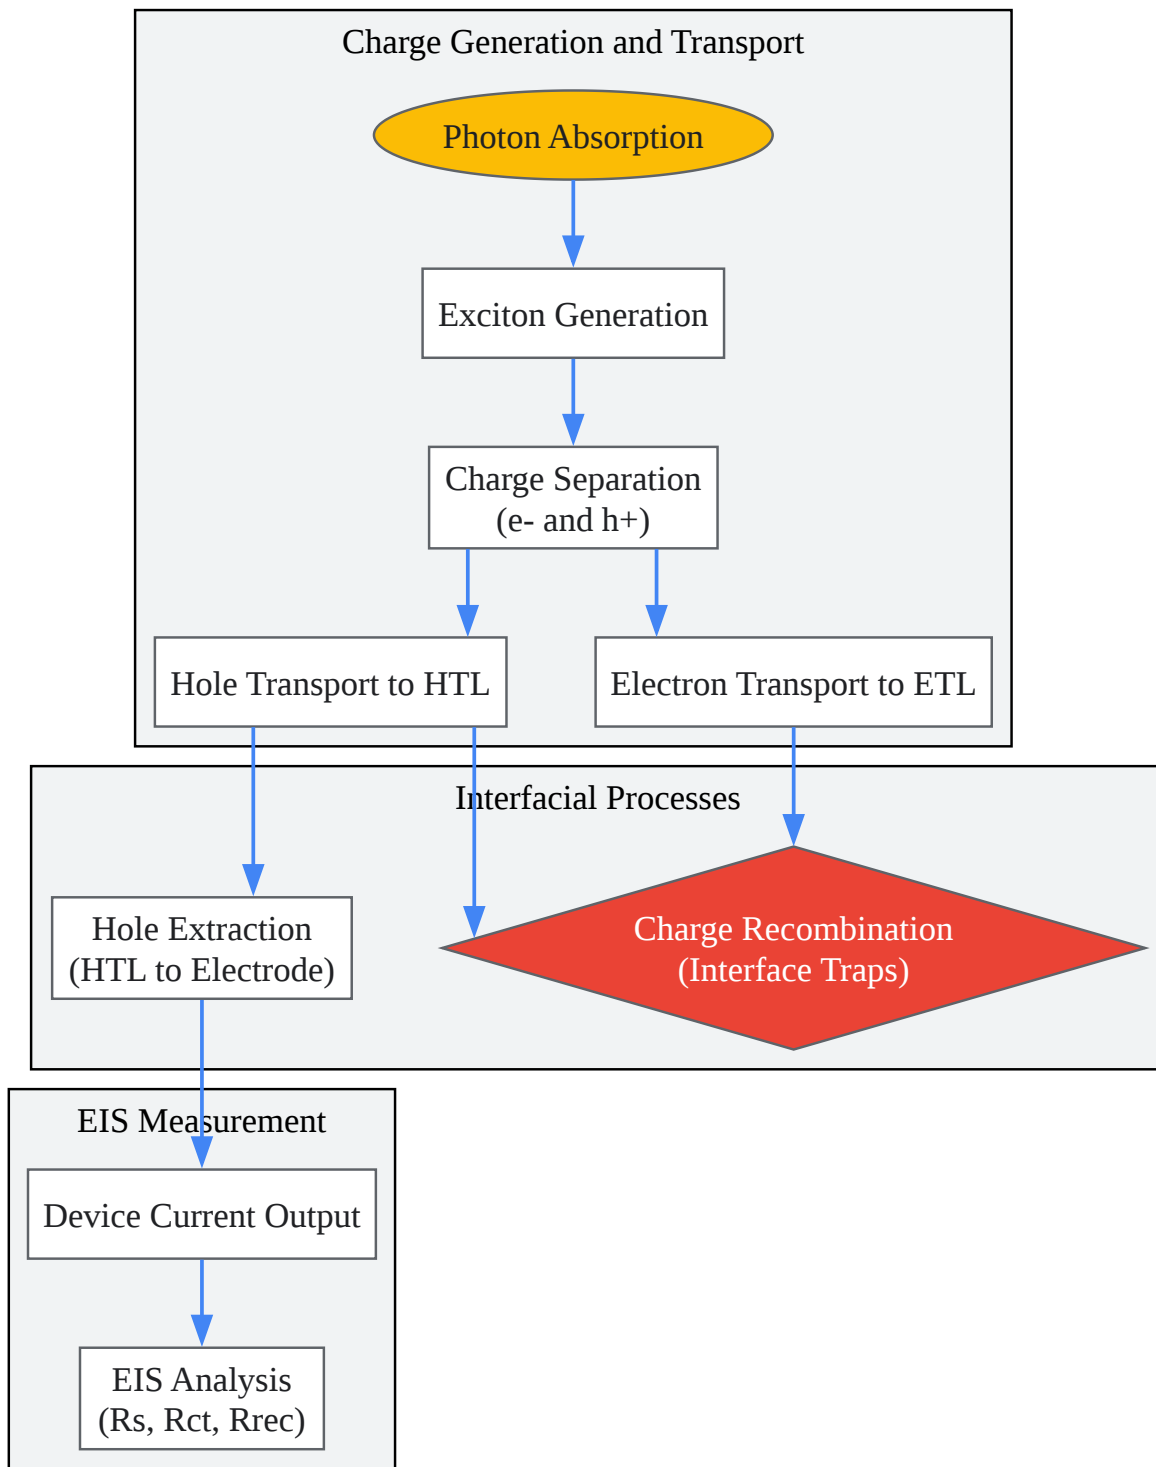 Charge Generation and Transport
Photon Absorption
Exciton Generation
Charge Separation
(e- and h+)
Hole Transport to HTL
Electron Transport to ETL
Interfacial Processes
Hole Extraction
(HTL to Electrode)
Charge Recombination
(Interface Traps)
EIS Measurement
Device Current Output
EIS Analysis
(Rs, Rct, Rrec)